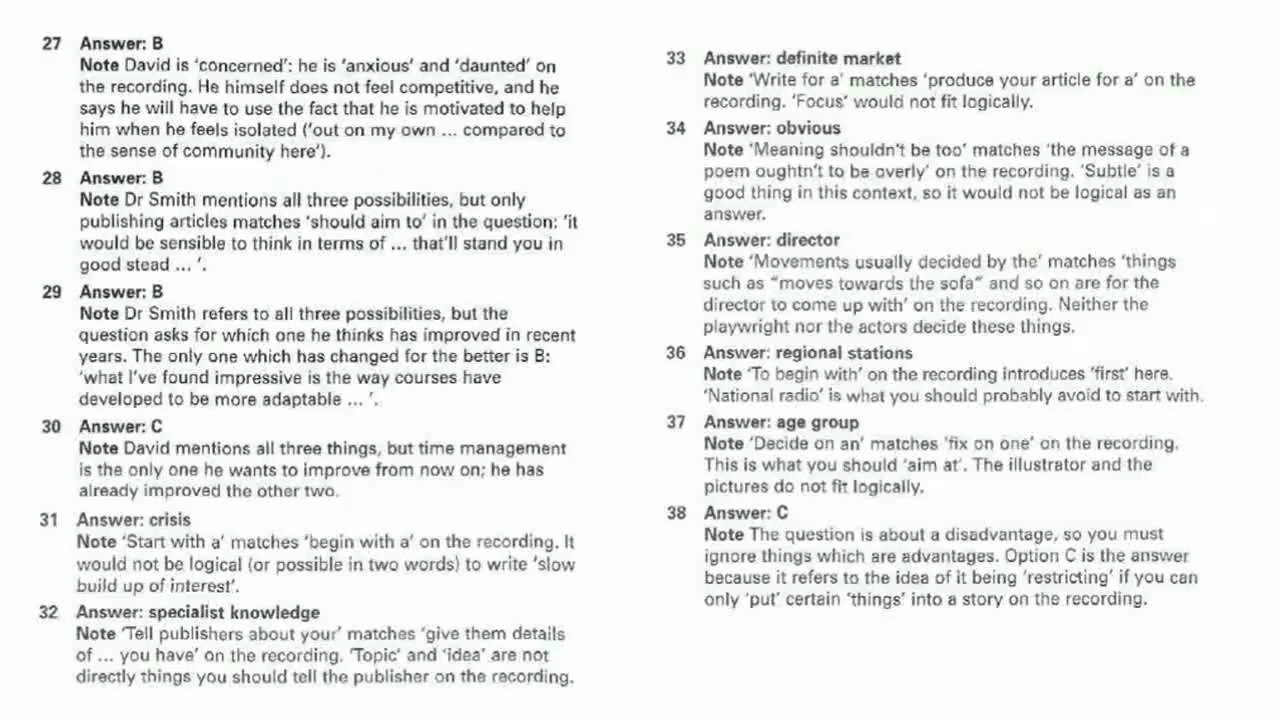 27 Answer: B
Note David is ‘concerned’: he is ‘anxious’ and ‘daunted’ on
the recording. He himself does not feel competitive, and he
says he will have to use the fact that he is motivated to help
him when he feels isolated (‘out on my own ... compared to
the sense of community here’).
28 Answer: B
Note Dr Smith mentions all three possibilities, but only
publishing articles matches ‘should aim to’ in the question: ‘it
would be sensible to think in terms of ... that’ll stand you in
good stead ... ’.
29 Answer: B
Note Dr Smith refers to all three possibilities, but the
question asks for which one he thinks has improved in recent
years. The only one which has changed for the better is B:
‘what I’ve found impressive is the way courses have
developed to be more adaptable ... ’.
30 Answer: C
Note David mentions all three things, but time management
is the only one he wants to improve from now on; he has
already improved the other two.
31 Answer: crisis
Note ‘Start with a’ matches ‘begin with a’ on the recording. It
would not be logical (or possible in two words) to write ‘slow
build up of interest’.
32 Answer: specialist knowledge
Note ‘Tell publishers about your’ matches ‘give them details
of ... you have’ on the recording. ‘Topic’ and ‘idea’ are not
directly things you should tell the publisher on the recording.
33 Answer: definite market
Note ‘Write for a’ matches ‘produce your article for a’ on the
recording. ‘Focus’ would not fit logically.
34 Answer: obvious
Note ‘Meaning shouldn’t be too’ matches ‘the message of a
poem oughtn’t to be overly’ on the recording. ‘Subtle’ is a
good thing in this context, so it would not be logical as an
answer.
35 Answer: director
Note ‘Movements usually decided by the’ matches ‘things
such as “moves towards the sofa” and so on are for the
director to come up with’ on the recording. Neither the
playwright nor the actors decide these things.
36 Answer: regional stations
Note ‘To begin with’ on the recording introduces ‘first’ here.
‘National radio’ is what you should probably avoid to start with.
37 Answer: age group
Note ‘Decide on an’ matches ‘fix on one’ on the recording.
This is what you should ‘aim at’. The illustrator and the
pictures do not fit logically.
38 Answer: C
Note The question is about a disadvantage, so you must
ignore things which are advantages. Option C is the answer
because it refers to the idea of it being ‘restricting’ if you can
only ‘put’ certain ‘things’ into a story on the recording.